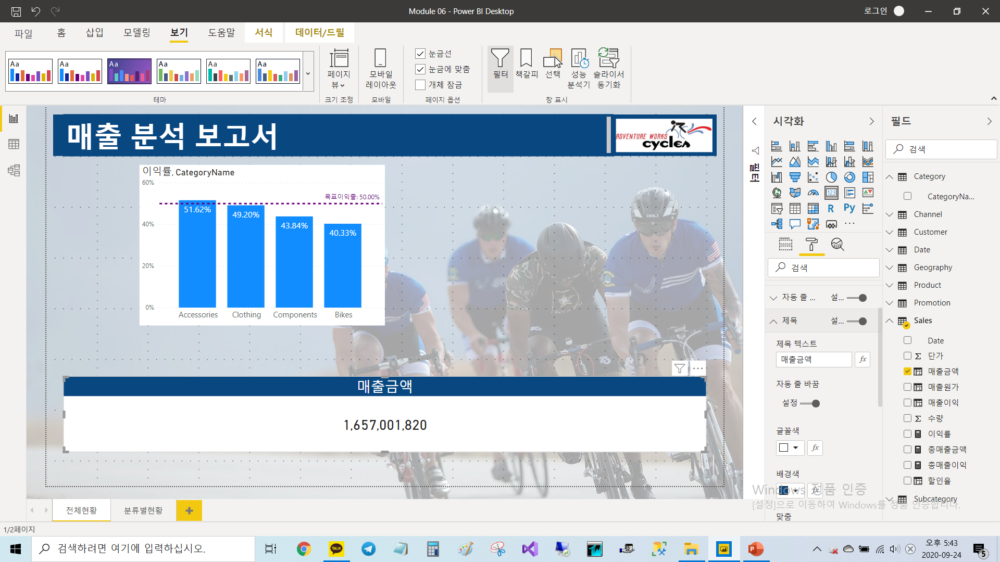 Module 06 - Power BI Desktop
로그인
파일
홈
삽입
모델링
보기
도움말
서식
데이터/드릴
Aa
Aa
Aa
Aa
Aa
Aa
테마
페이지
뷰
크기 조정
모바일
레이아웃
모바일
눈금선
눈금에 맞춤
개체 잠금
페이지 옵션
필터
책갈피
선택
성능
분석기
슬라이서
동기화
창 표시
매출 분석 보고서
ADVENTURE WORKS
cycles
이익률, CategoryName
60%
40%
20%
0%
목표이익줄: 50.00%
51.62%
49.20%
43.84%
40.33%
Accessories
Clothing
Components
Bikes
매출금액
1,657,001,820
필터
시각화
123
R
Py
검색
자동 줄 ...
설...
제목
설...
제목 텍스트
매출금액
fx
자동 줄 바꿈
설정
글꼴색
fx
배경색
fx
맞춤
필드
검색
Category
CategoryNa...
Channel
Customer
Date
Geography
Product
Promotion
Sales
Date
단가
매출금액
매출원가
매출이익
수량
이익률
총매출금액
총매출이익
할인율
Subcategory
Windows 정품 인증
[설정]으로 이동하여 Windows를 정품 인증합니다.
전체현황
분류별현황
1/2페이지
검색하려면 여기에 입력하십시오.
TALK
오후 5:43
2020-09-24
5